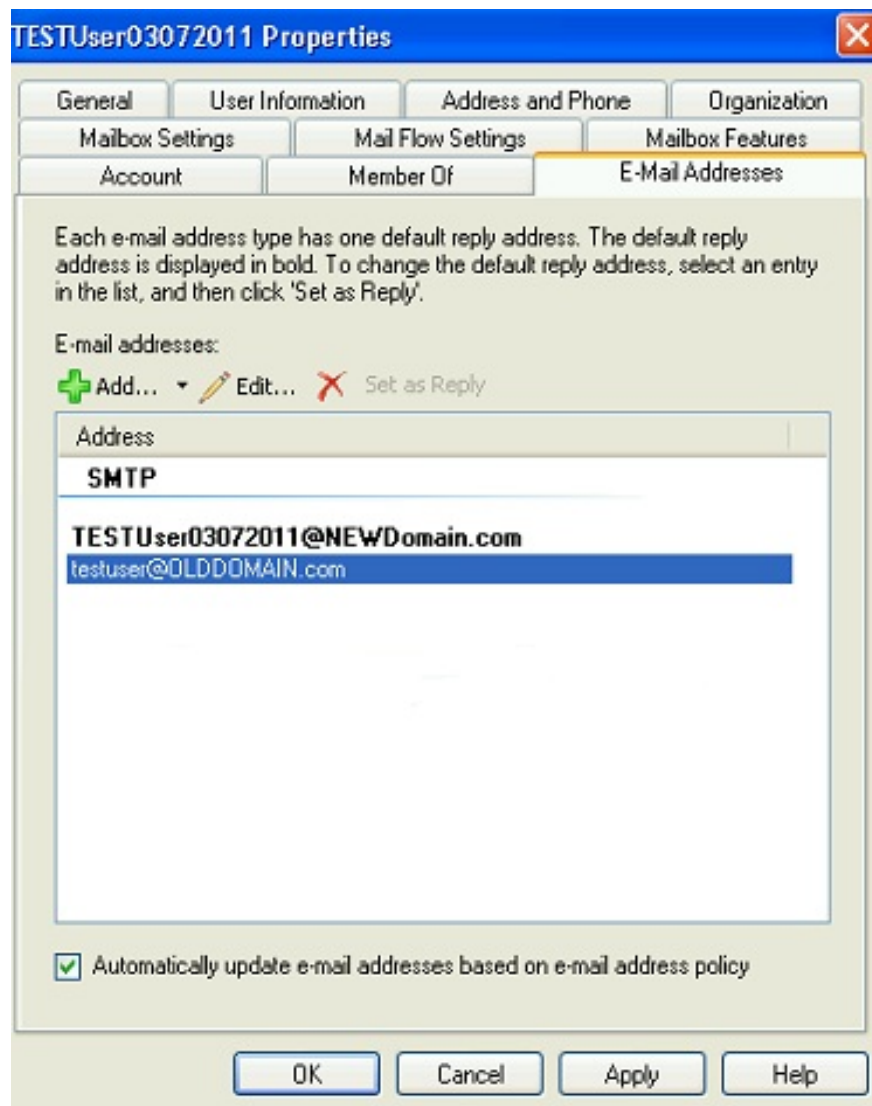 TESTUser03072011 Properties
General User Information Address and Phone Organization
Mailbox Settings Mail Flow Settings Mailbox Features
Account Member Of E-Mail Addresses
Each e-mail address type has one default reply address. The default reply
address is displayed in bold. To change the default reply address, select an entry
in the list, and then click 'Set as Reply'.
E-mail addresses:
Add... Edit... Set as Reply
Address
SMTP
TESTUser03072011@NEWDomain.com
testuser@OLDDOMAIN.com
Automatically update e-mail addresses based on e-mail address policy
OK Cancel Apply Help